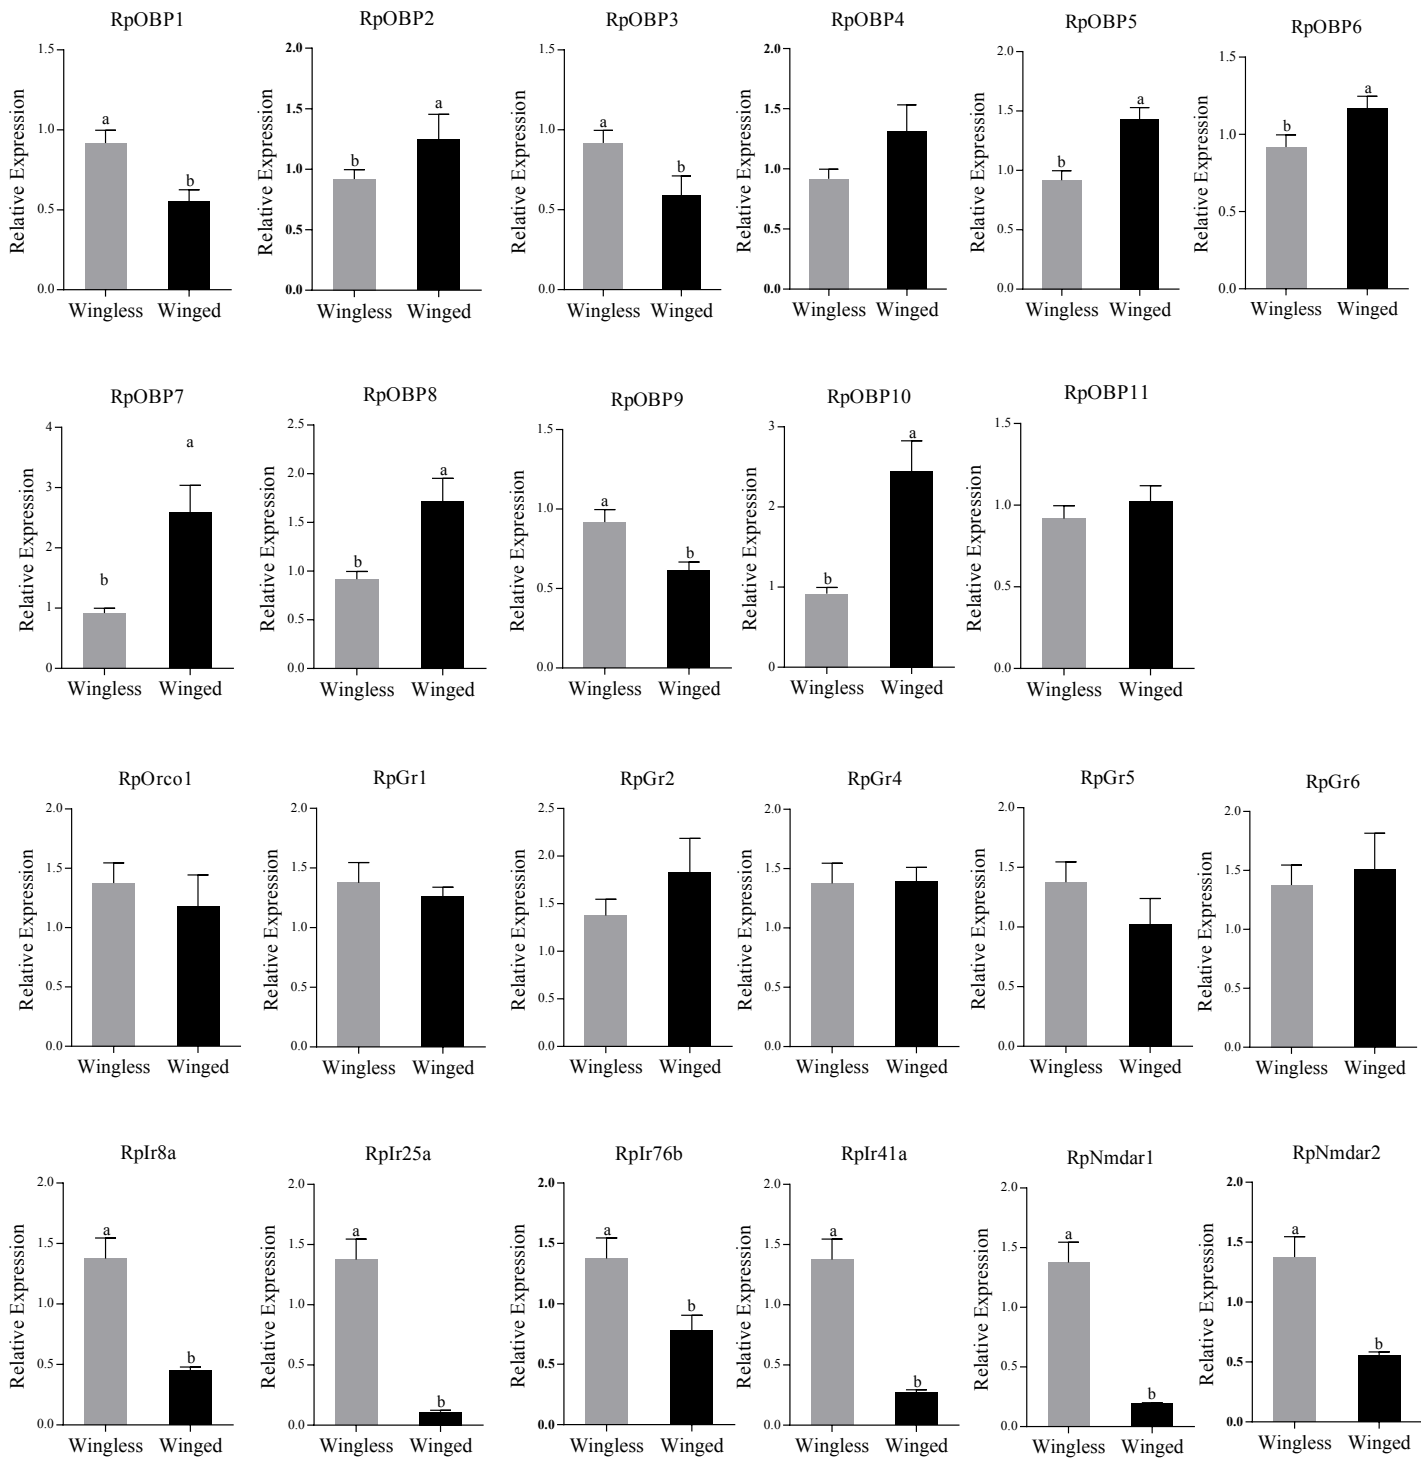 RpOBP1
1.5
1.0
0.5
0.0
Relative Expression
a
b
Wingless Winged
RpOBP2
2.0
1.5
1.0
0.5
0.0
Relative Expression
b
a
Wingless Winged
RpOBP3
1.5
1.0
0.5
0.0
Relative Expression
a
b
Wingless Winged
RpOBP4
2.0
1.5
1.0
0.5
0.0
Relative Expression
Wingless Winged
RpOBP5
2.0
1.5
1.0
0.5
0.0
Relative Expression
b
a
Wingless Winged
RpOBP6
1.5
1.0
0.5
0.0
Relative Expression
b
a
Wingless Winged
RpOBP7
4
3
2
1
0
Relative Expression
b
a
Wingless Winged
RpOBP8
2.5
2.0
1.5
1.0
0.5
0.0
Relative Expression
b
a
Wingless Winged
RpOBP9
1.5
1.0
0.5
0.0
Relative Expression
a
b
Wingless Winged
RpOBP10
3
2
1
0
Relative Expression
b
a
Wingless Winged
RpOBP11
1.5
1.0
0.5
0.0
Relative Expression
Wingless Winged
RpOrco1
2.0
1.5
1.0
0.5
0.0
Relative Expression
Wingless Winged
RpGr1
2.0
1.5
1.0
0.5
0.0
Relative Expression
Wingless Winged
RpGr2
2.5
2.0
1.5
1.0
0.5
0.0
Relative Expression
Wingless Winged
RpGr4
2.0
1.5
1.0
0.5
0.0
Relative Expression
Wingless Winged
RpGr5
2.0
1.5
1.0
0.5
0.0
Relative Expression
Wingless Winged
RpGr6
2.0
1.5
1.0
0.5
0.0
Relative Expression
Wingless Winged
RpIr8a
2.0
1.5
1.0
0.5
0.0
Relative Expression
a
b
Wingless Winged
RpIr25a
2.0
1.5
1.0
0.5
0.0
Relative Expression
a
b
Wingless Winged
RpIr76b
2.0
1.5
1.0
0.5
0.0
Relative Expression
a
b
Wingless Winged
RpIr41a
2.0
1.5
1.0
0.5
0.0
Relative Expression
a
b
Wingless Winged
RpNmdar1
2.0
1.5
1.0
0.5
0.0
Relative Expression
a
b
Wingless Winged
RpNmdar2
2.0
1.5
1.0
0.5
0.0
Relative Expression
a
b
Wingless Winged